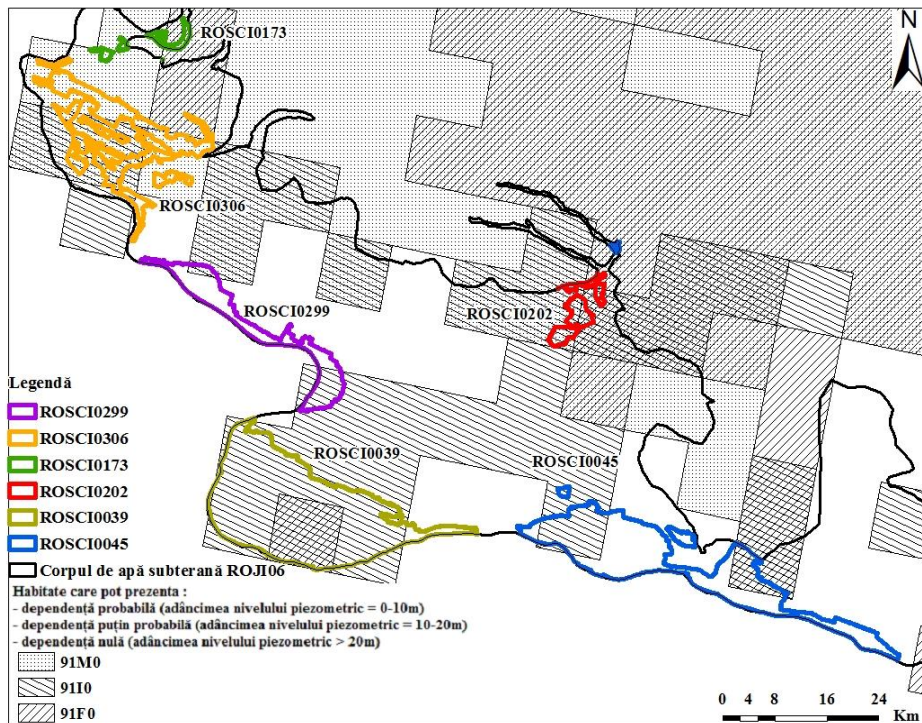 ROSCI0173
N
ROSCI0306
ROSCI0299
ROSCI0202
ROSCI0039
ROSCI0045
Legendă
ROSCI0299
ROSCI0306
ROSCI0173
ROSCI0202
ROSCI0039
ROSCI0045
Corpul de apă subterană ROJI06
Habitate care pot prezenta :
- dependență probabilă (adâncimea nivelului piezometric = 0-10m)
- dependență puțin probabilă (adâncimea nivelului piezometric = 10-20m)
- dependență nulă (adâncimea nivelului piezometric > 20m)
91M0
91I0
91F0
0 4 8 16 24
Km